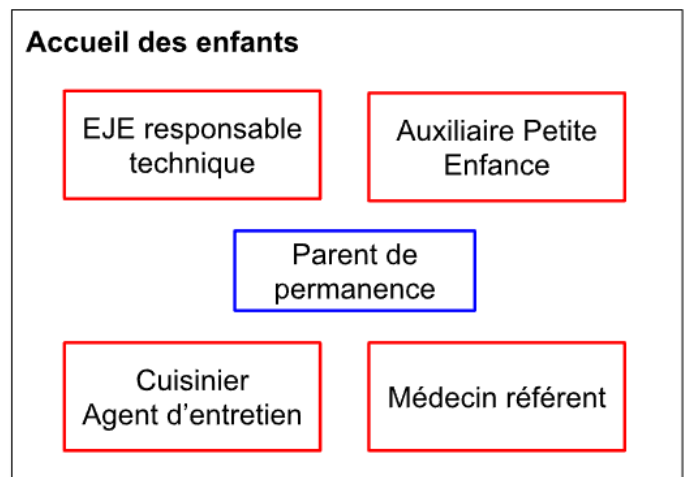 Accueil des enfants
EJE responsable
technique
Auxiliaire Petite
Enfance
Parent de
permanence
Cuisinier
Agent d’entretien
Médecin référent